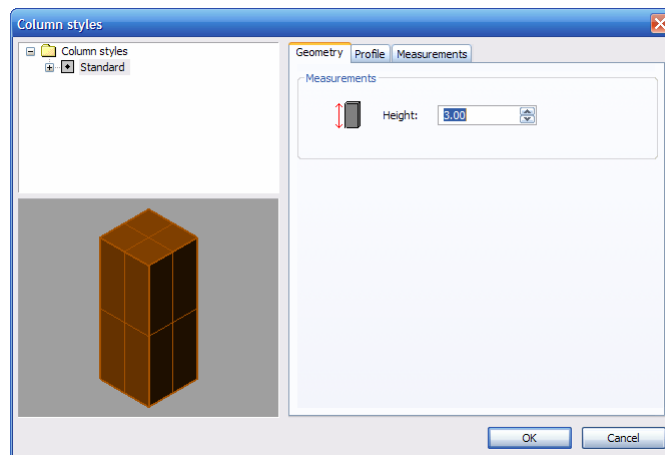 Column styles
Column styles
Standard
Geometry Profile Measurements
Measurements
Height: 3.00
OK Cancel